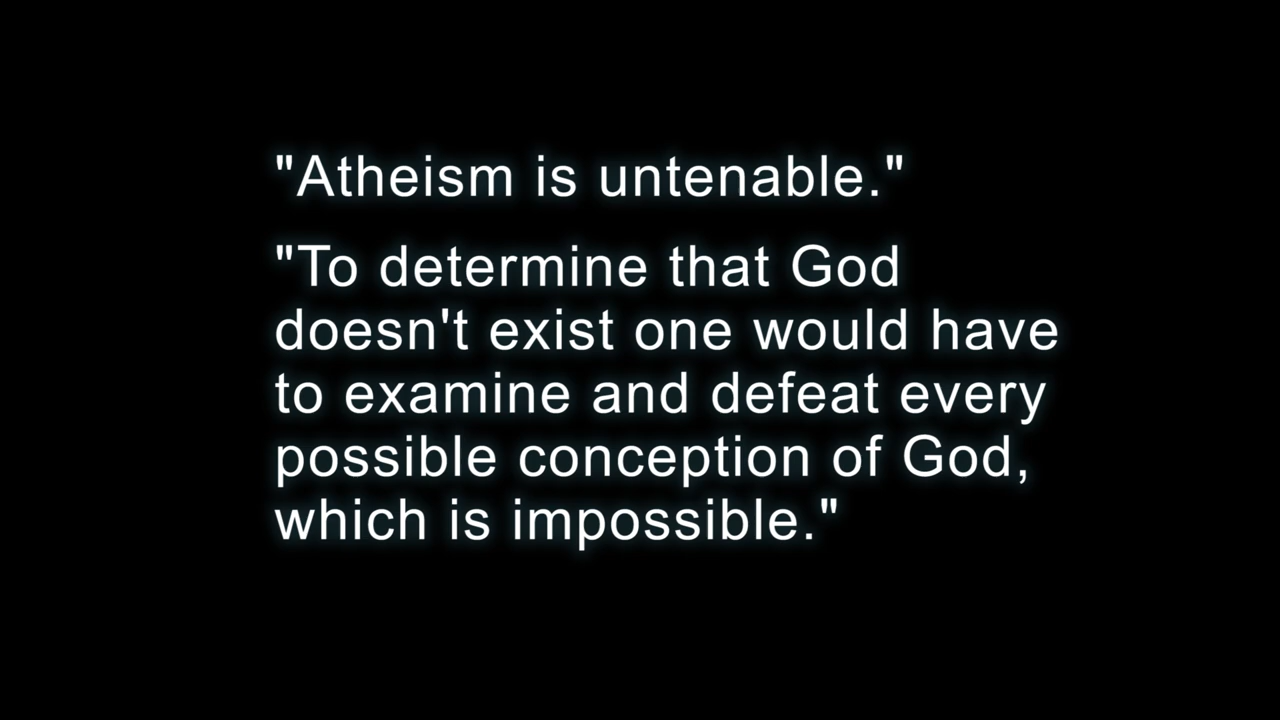 "Atheism is untenable."
"To determine that God
doesn't exist one would have
to examine and defeat every
possible conception of God,
which is impossible."